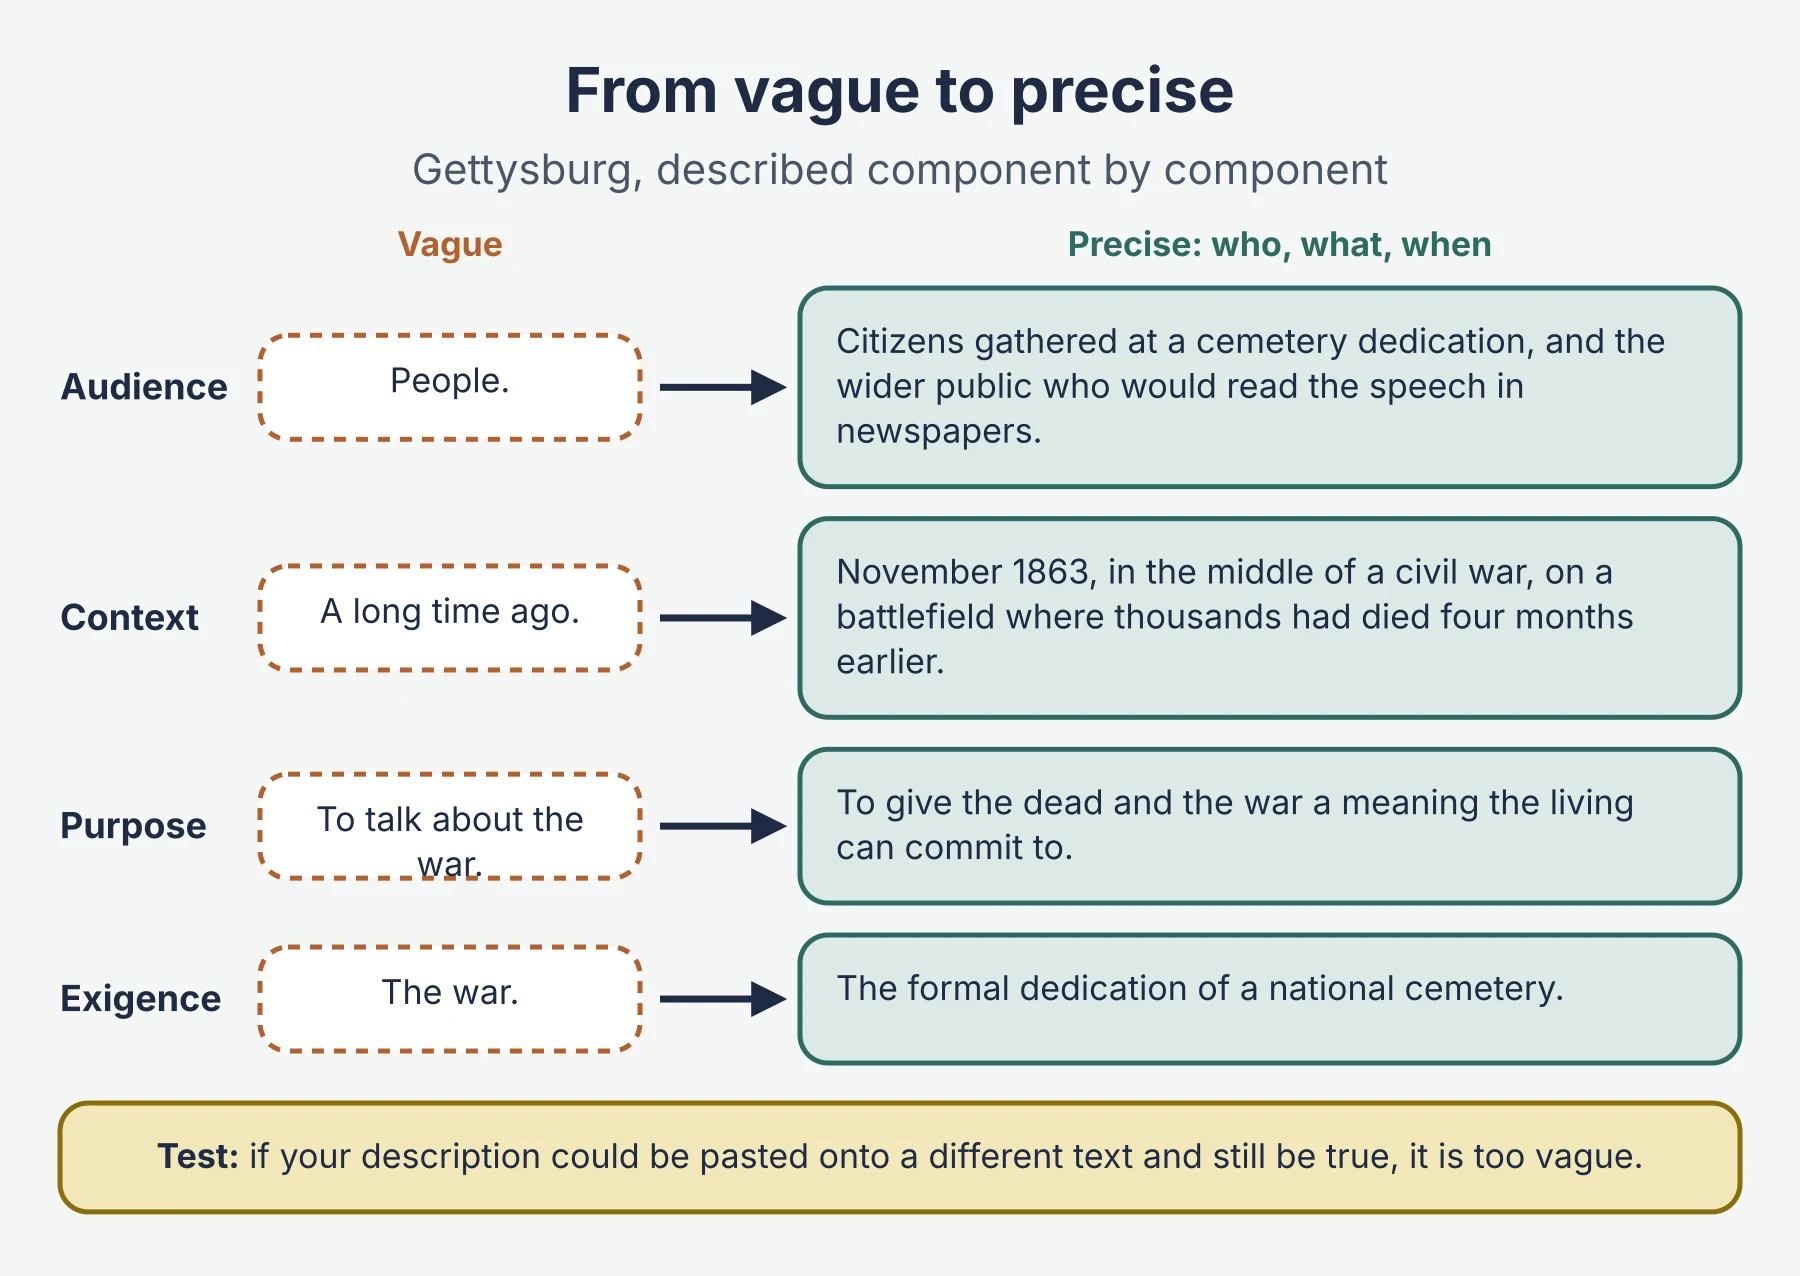 From vague to precise
Gettysburg, described component by component
Vague
Precise: who, what, when
Audience
People.
Citizens gathered at a cemetery dedication, and the
wider public who would read the speech in
newspapers.
Context
A long time ago.
November 1863, in the middle of a civil war, on a
battlefield where thousands had died four months
earlier.
Purpose
To talk about the
war.
To give the dead and the war a meaning the living
can commit to.
Exigence
The war.
The formal dedication of a national cemetery.
Test: if your description could be pasted onto a different text and still be true, it is too vague.